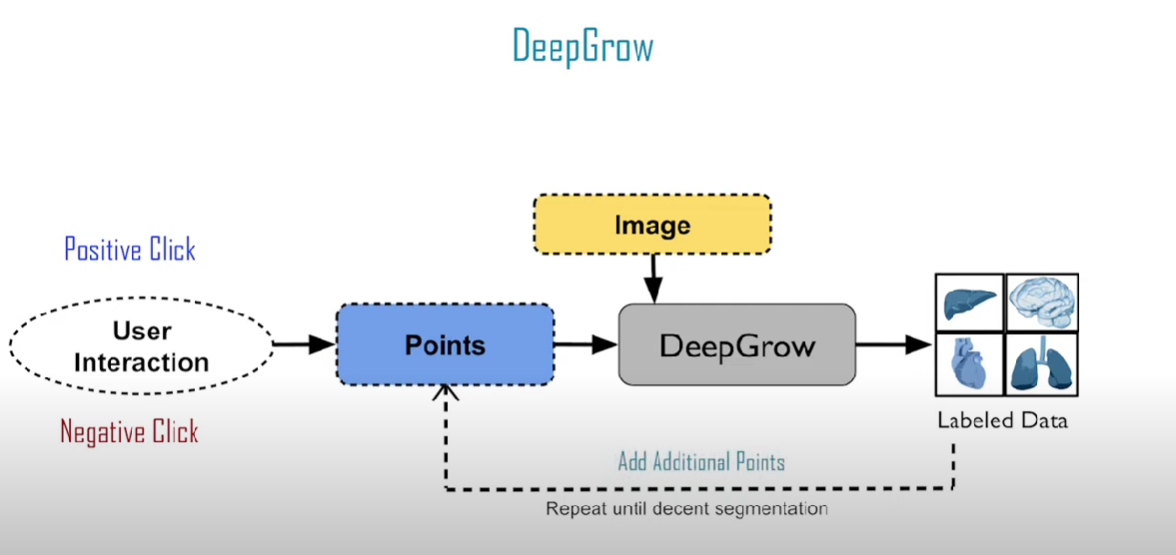 DeepGrow
Image
Positive Click
User
Interaction
Points
DeepGrow
Negative Click
Labeled Data
Add Additional Points
Repeat until decent segmentation